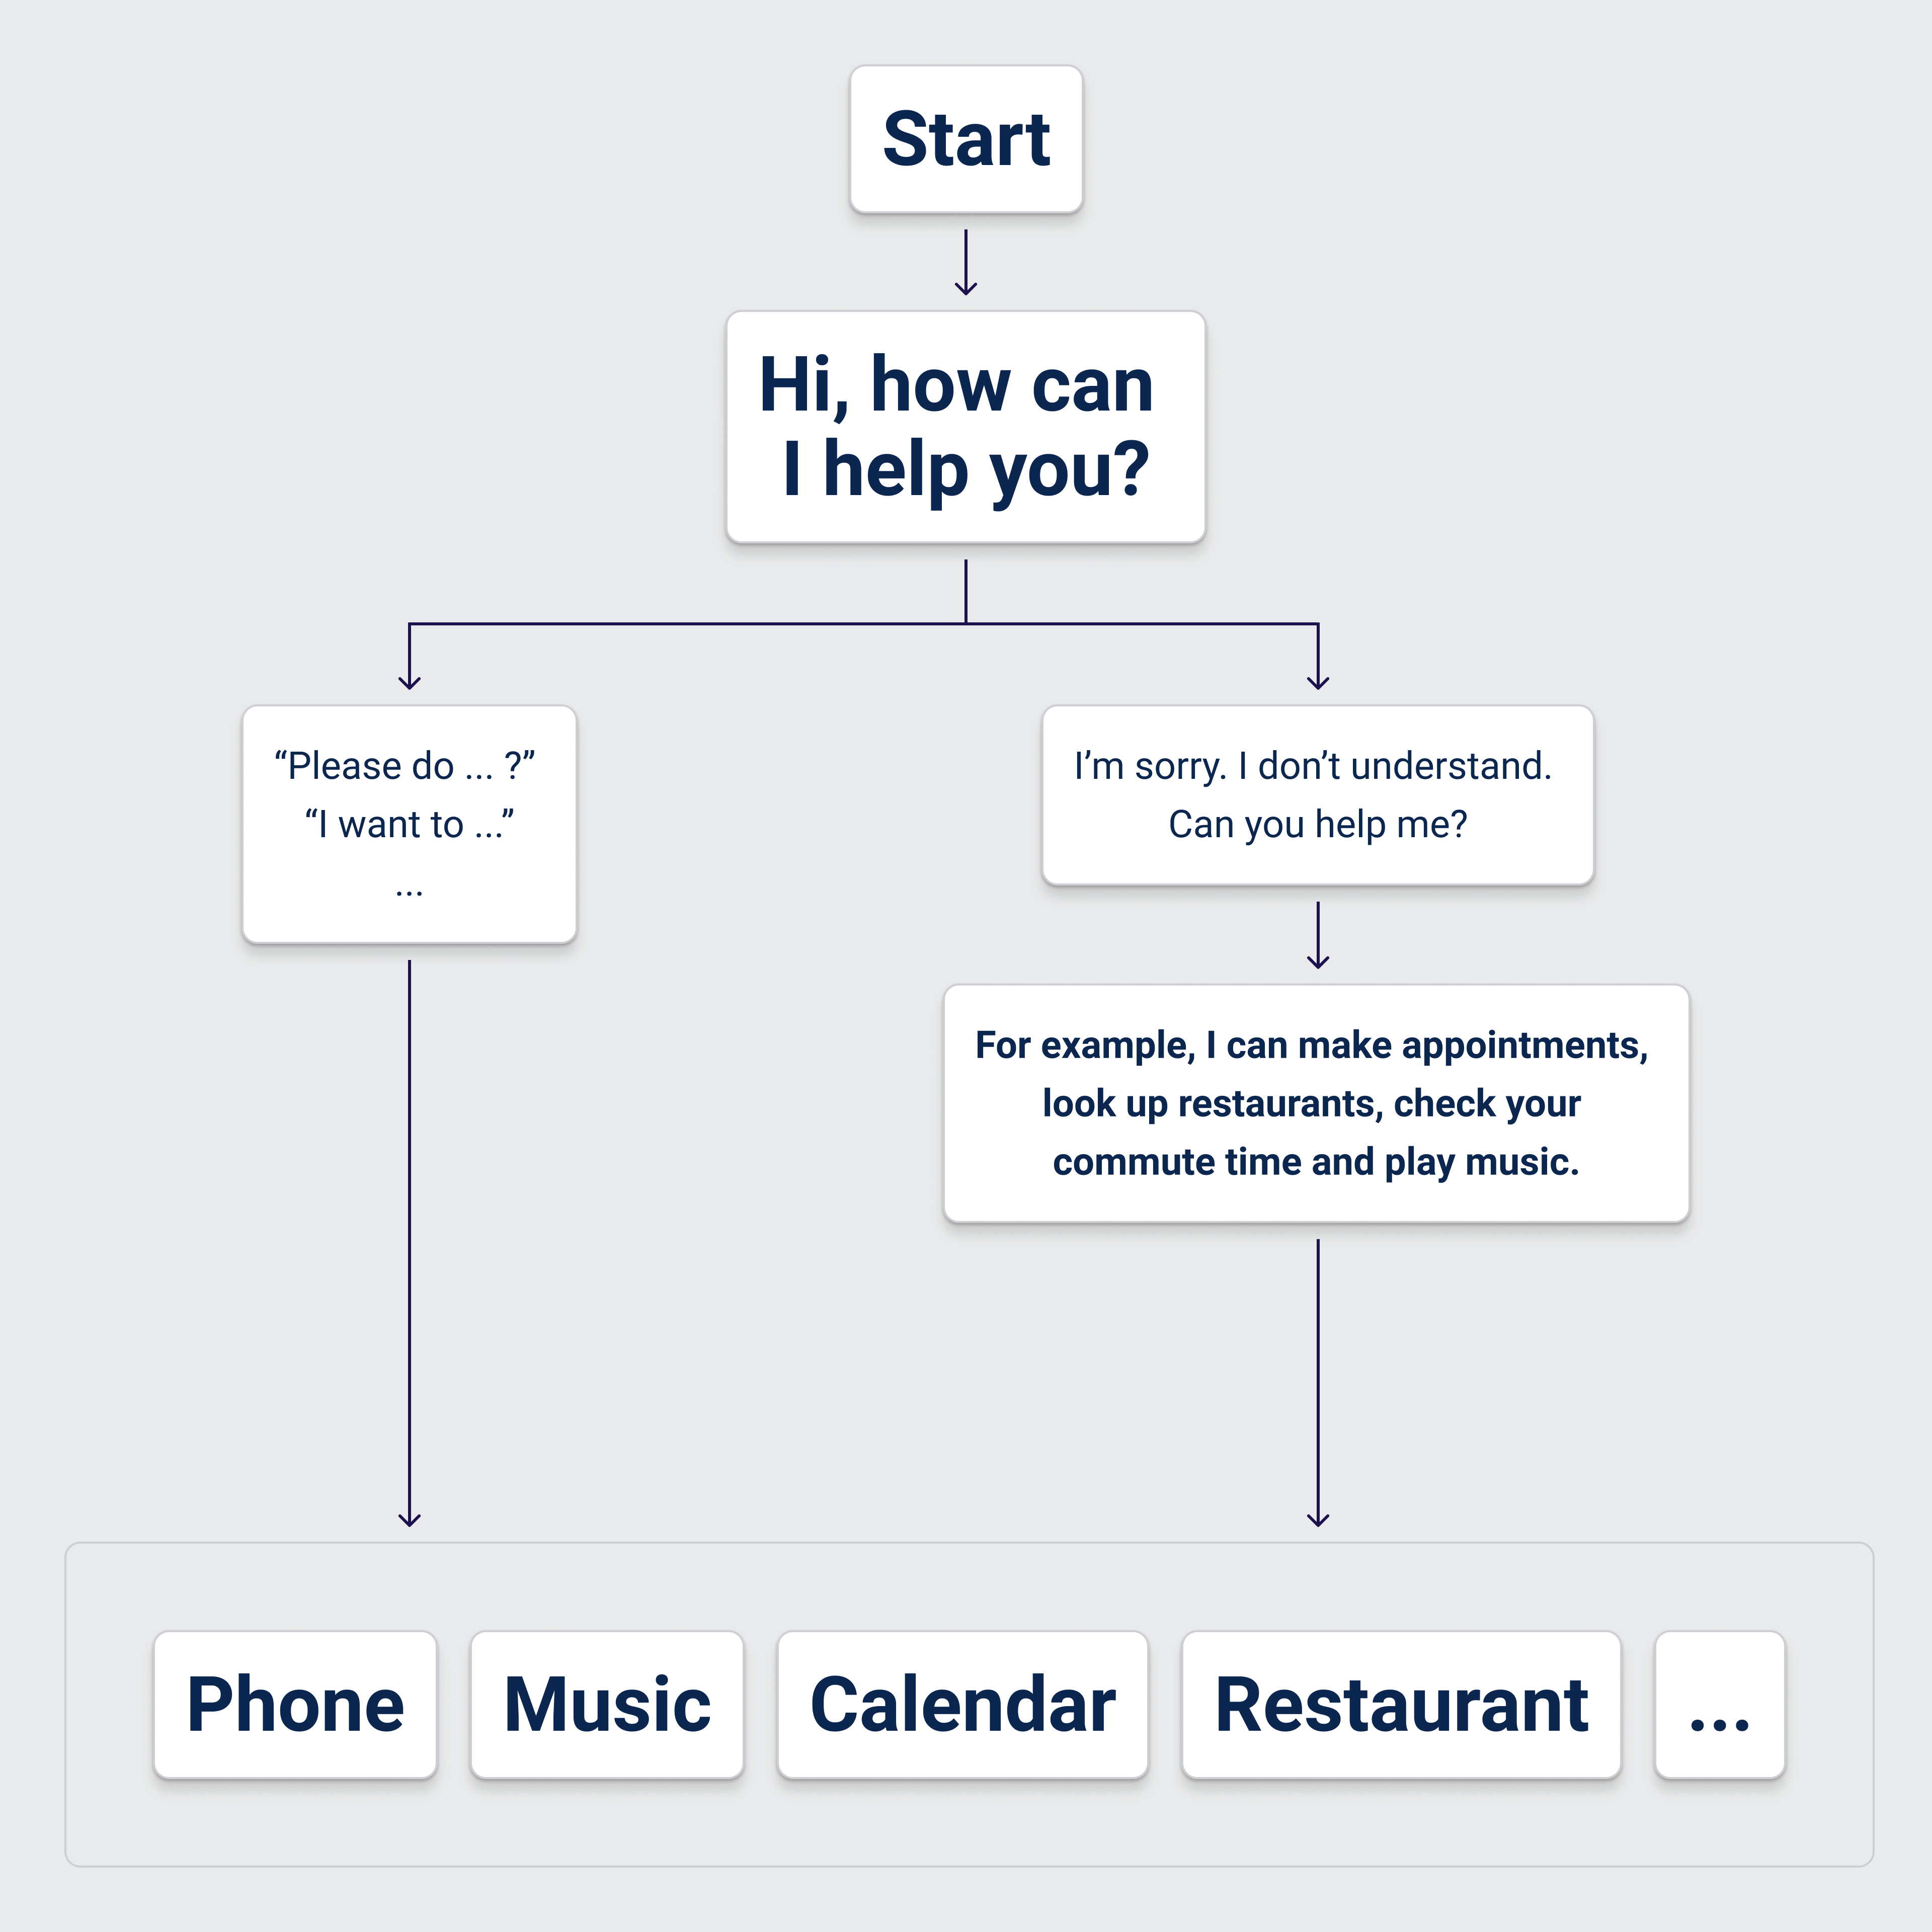 Start
Hi, how can
I help you?
“Please do ... ?”
“I want to ...”
...
I’m sorry. I don’t understand.
Can you help me?
For example, I can make appointments,
look up restaurants, check your
commute time and play music.
Phone
Music
Calendar
Restaurant
...